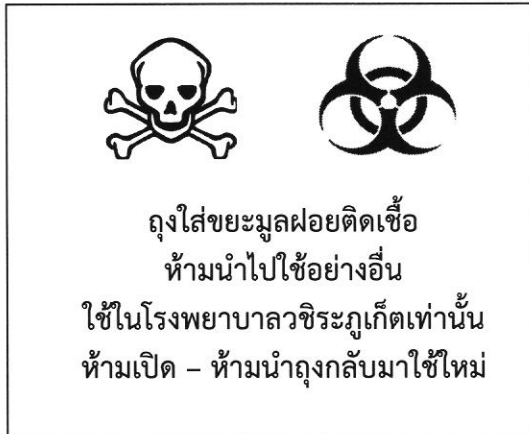 ถุงใส่ขยะมูลฝอยติดเชื้อ
ห้ามนำไปใช้อย่างอื่น
ใช้ในโรงพยาบาลวชิระภูเก็ตเท่านั้น
ห้ามเปิด – ห้ามนำถุงกลับมาใช้ใหม่